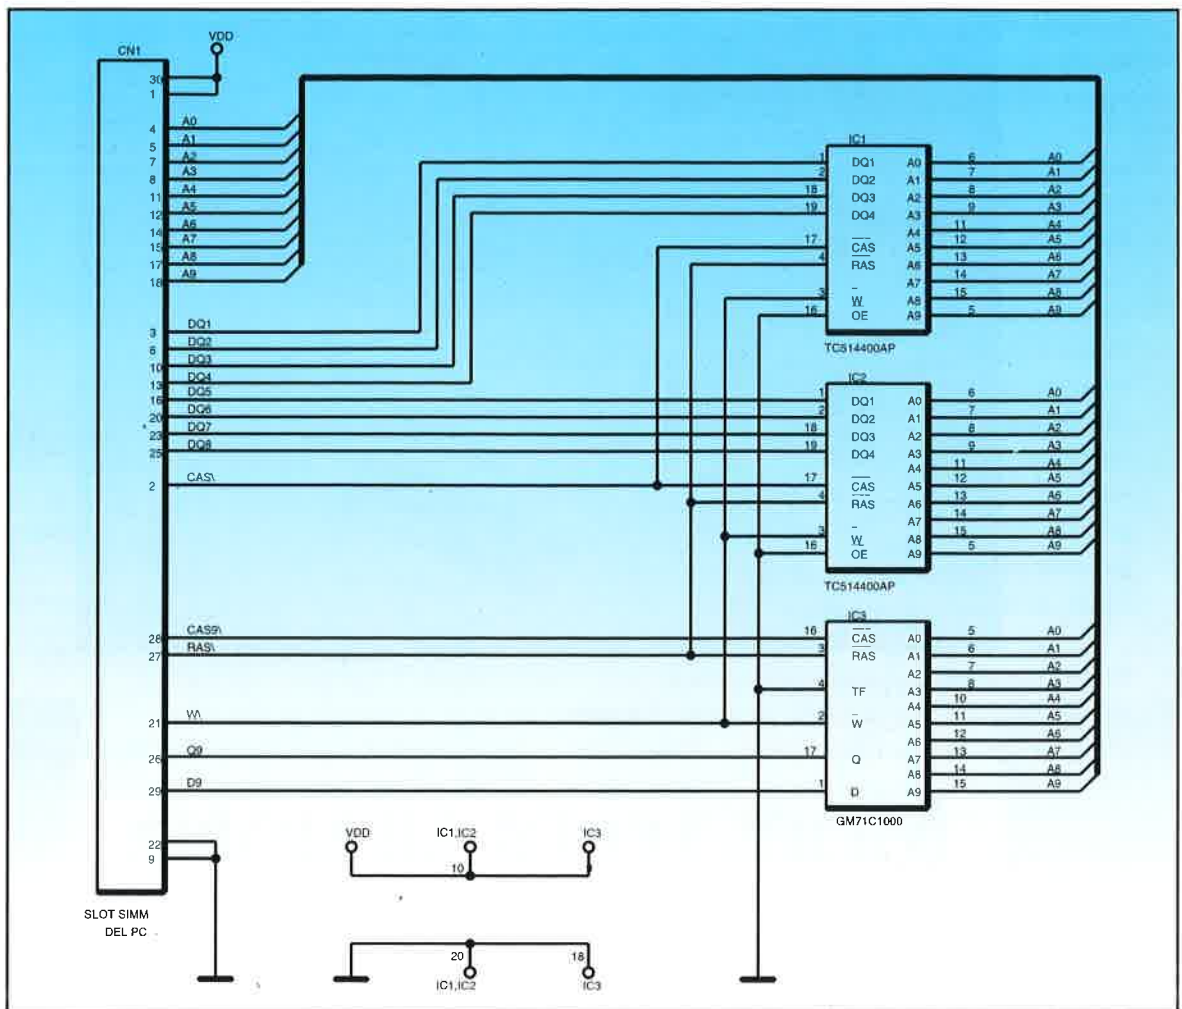 VDD
CN1
30
1
4 A0
5 A1
7 A2
8 A3
11 A4
12 A5
14 A6
15 A7
17 A8
18 A9
3 DQ1
6 DQ2
10 DQ3
13 DQ4
16 DQ5
20 DQ6
23 DQ7
25 DQ8
2 CAS\
28 CAS9\
27 RAS\
21 W\
26 Q9
29 D9
22
9
SLOT SIMM
DEL PC
IC1
1 DQ1 A0 6 A0
2 DQ2 A1 7 A1
18 DQ3 A2 8 A2
19 DQ4 A3 9 A3
A4 11 A4
17 CAS A5 12 A5
4 RAS A6 13 A6
A7 14 A7
3 W A8 15 A8
16 OE A9 5 A9
TC514400AP
IC2
1 DQ1 A0 6 A0
2 DQ2 A1 7 A1
18 DQ3 A2 8 A2
19 DQ4 A3 9 A3
A4 11 A4
17 CAS A5 12 A5
4 RAS A6 13 A6
A7 14 A7
3 W A8 15 A8
16 OE A9 5 A9
TC514400AP
IC3
16 CAS A0 5 A0
3 RAS A1 6 A1
A2 7 A2
4 TF A3 8 A3
A4 10 A4
2 W A5 11 A5
A6 12 A6
17 Q A7 13 A7
A8 14 A8
1 D A9 15 A9
GM71C1000
VDD IC1,IC2 IC3
10
20 18
IC1,IC2 IC3